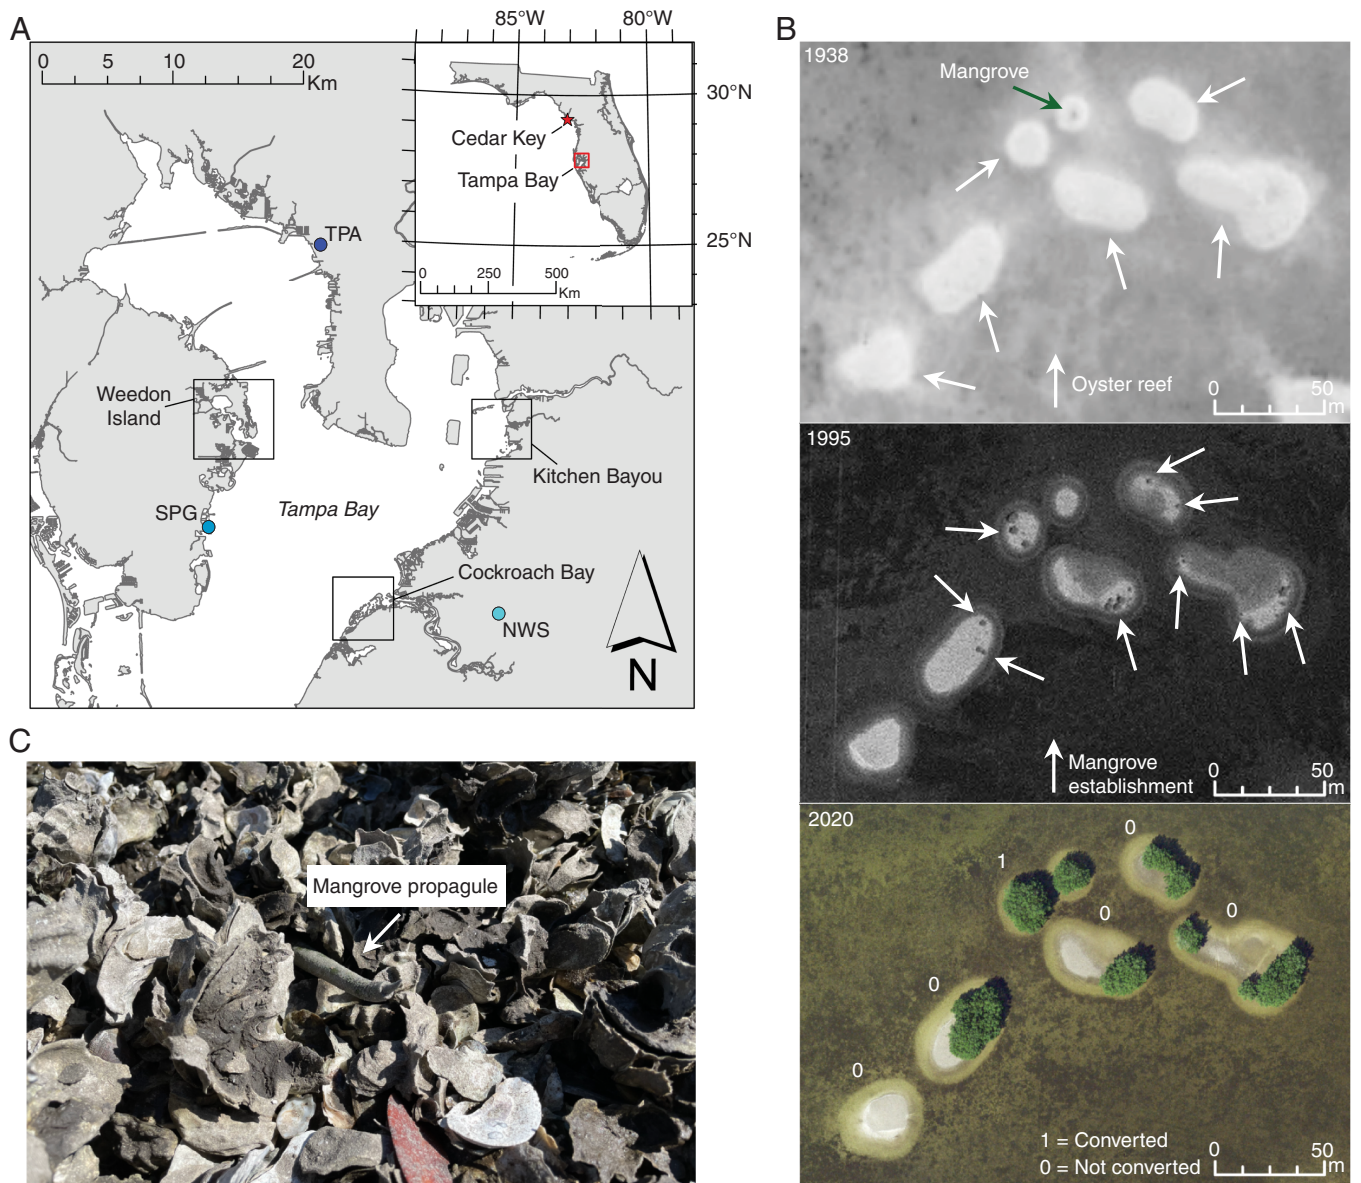 A
0 5 10 20
Km
85°W 80°W
30°N
25°N
Cedar Key
Tampa Bay
0 250 500
Km
TPA
Weedon
Island
Kitchen Bayou
SPG
Tampa Bay
Cockroach Bay
NWS
N
B
1938
Mangrove
Oyster reef
0 50
m
1995
Mangrove
establishment
0 50
m
2020
0
1
0
0
0
0
1 = Converted
0 = Not converted
0 50
m
C
Mangrove propagule